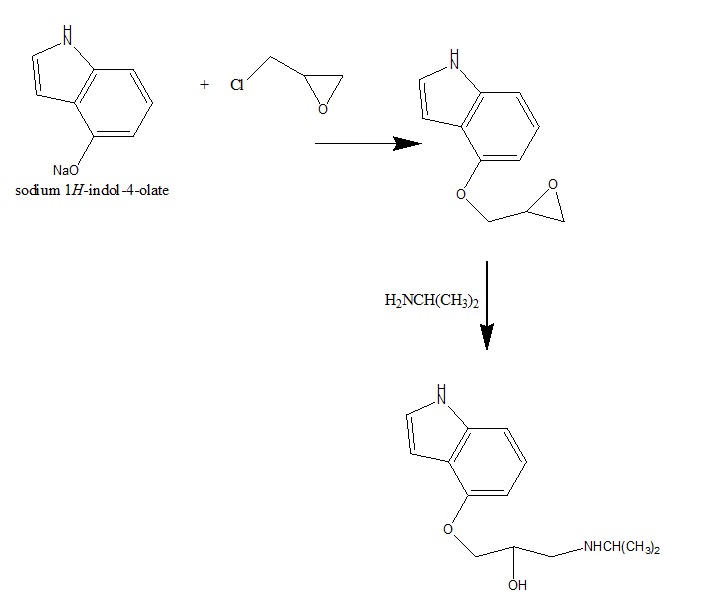 H
N
+
Cl
O
NaO
sodium 1H-indol-4-olate
H
N
O
O
H₂NCH(CH₃)₂
H
N
O
NHCH(CH₃)₂
OH